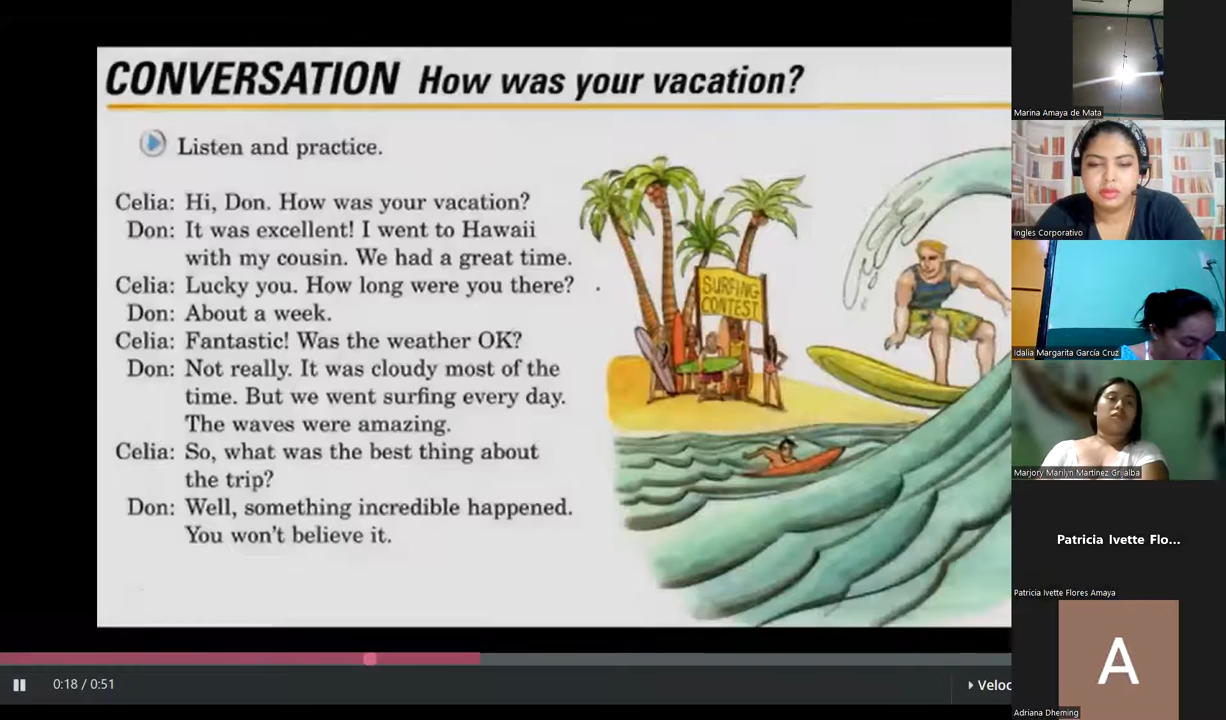 CONVERSATION How was your vacation?
Listen and practice.
Celia: Hi, Don. How was your vacation?
Don: It was excellent! I went to Hawaii
with my cousin. We had a great time.
Celia: Lucky you. How long were you there?
Don: About a week.
Celia: Fantastic! Was the weather OK?
Don: Not really. It was cloudy most of the
time. But we went surfing every day.
The waves were amazing.
Celia: So, what was the best thing about
the trip?
Don: Well, something incredible happened.
You won't believe it.
SURFING
CONTEST
0:18 / 0:51
Veloc
Marina Amaya de Mata
Ingles Corporativo
Idalia Margarita García Cruz
Marjory Marilyn Martinez Grijalba
Patricia Ivette Flo...
Patricia Ivette Flores Amaya
A
Adriana Dheming